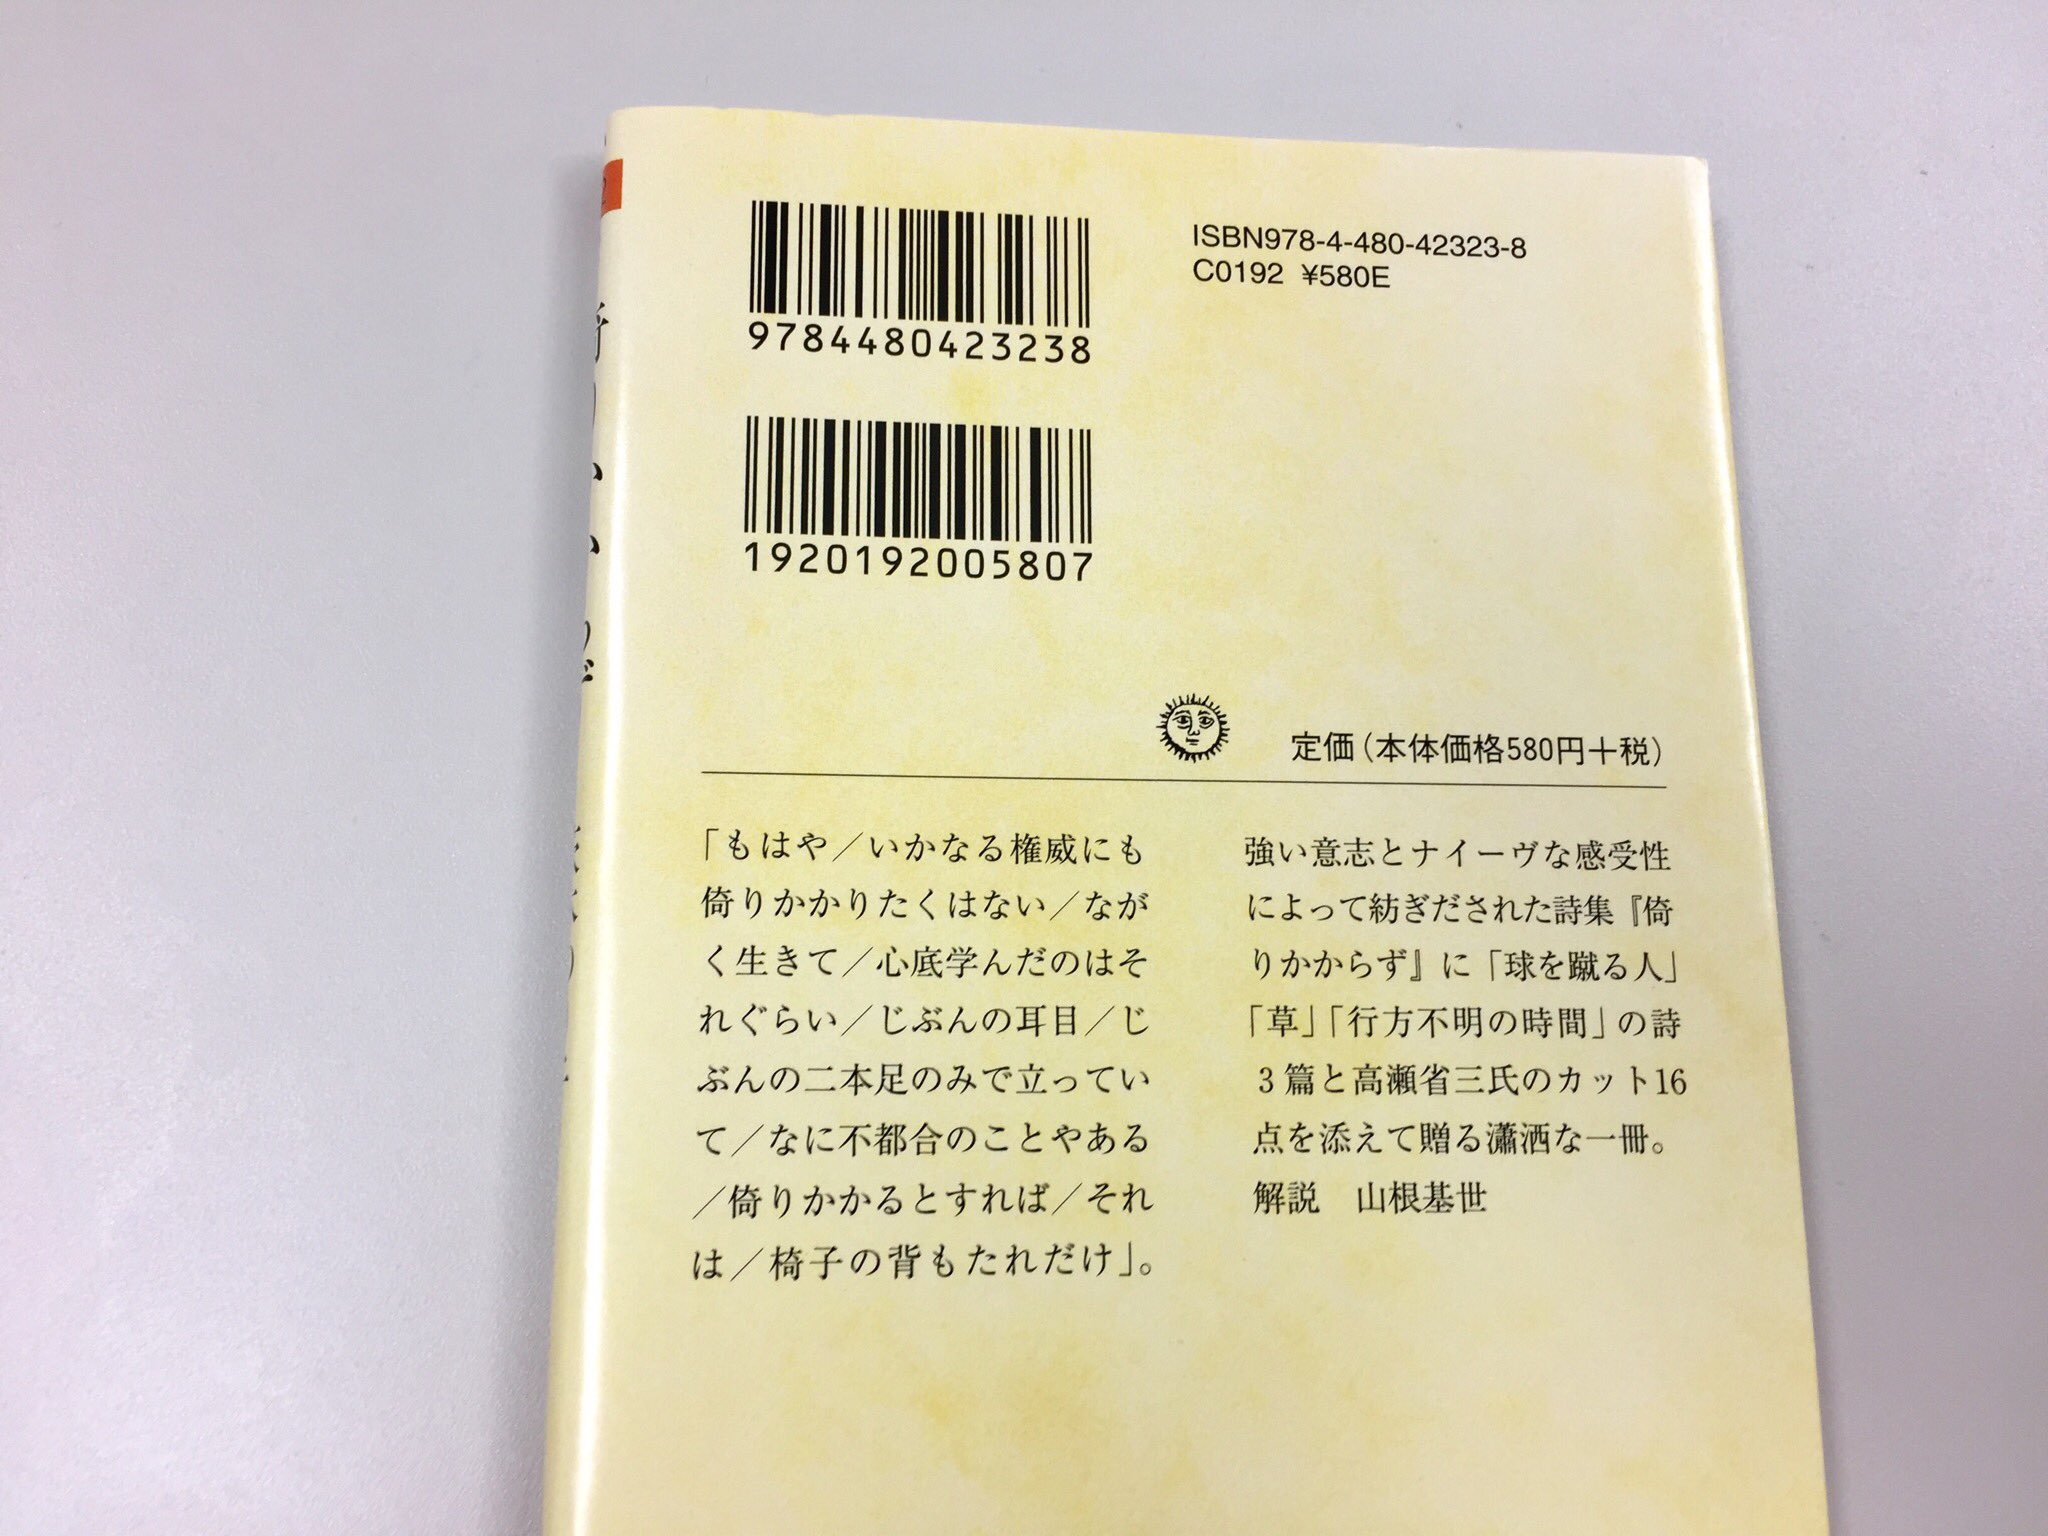 9784480423238
ISBN978-4-480-42323-8
C0192 ¥580E
1920192005807
定価(本体価格580円+税)
「もはや/いかなる権威にも
倚りかかりたくはない/なが
く生きて/心底学んだのはそ
れぐらい/じぶんの耳目/じ
ぶんの二本足のみで立ってい
て/なに不都合のことやある
/倚りかかるとすれば/それ
は/椅子の背もたれだけ」。
強い意志とナイーヴな感受性
によって紡ぎだされた詩集『倚
りかからず』に「球を蹴る人」
「草」「行方不明の時間」の詩
3篇と高瀬省三氏のカット16
点を添えて贈る瀟洒な一冊。
解説 山根基世